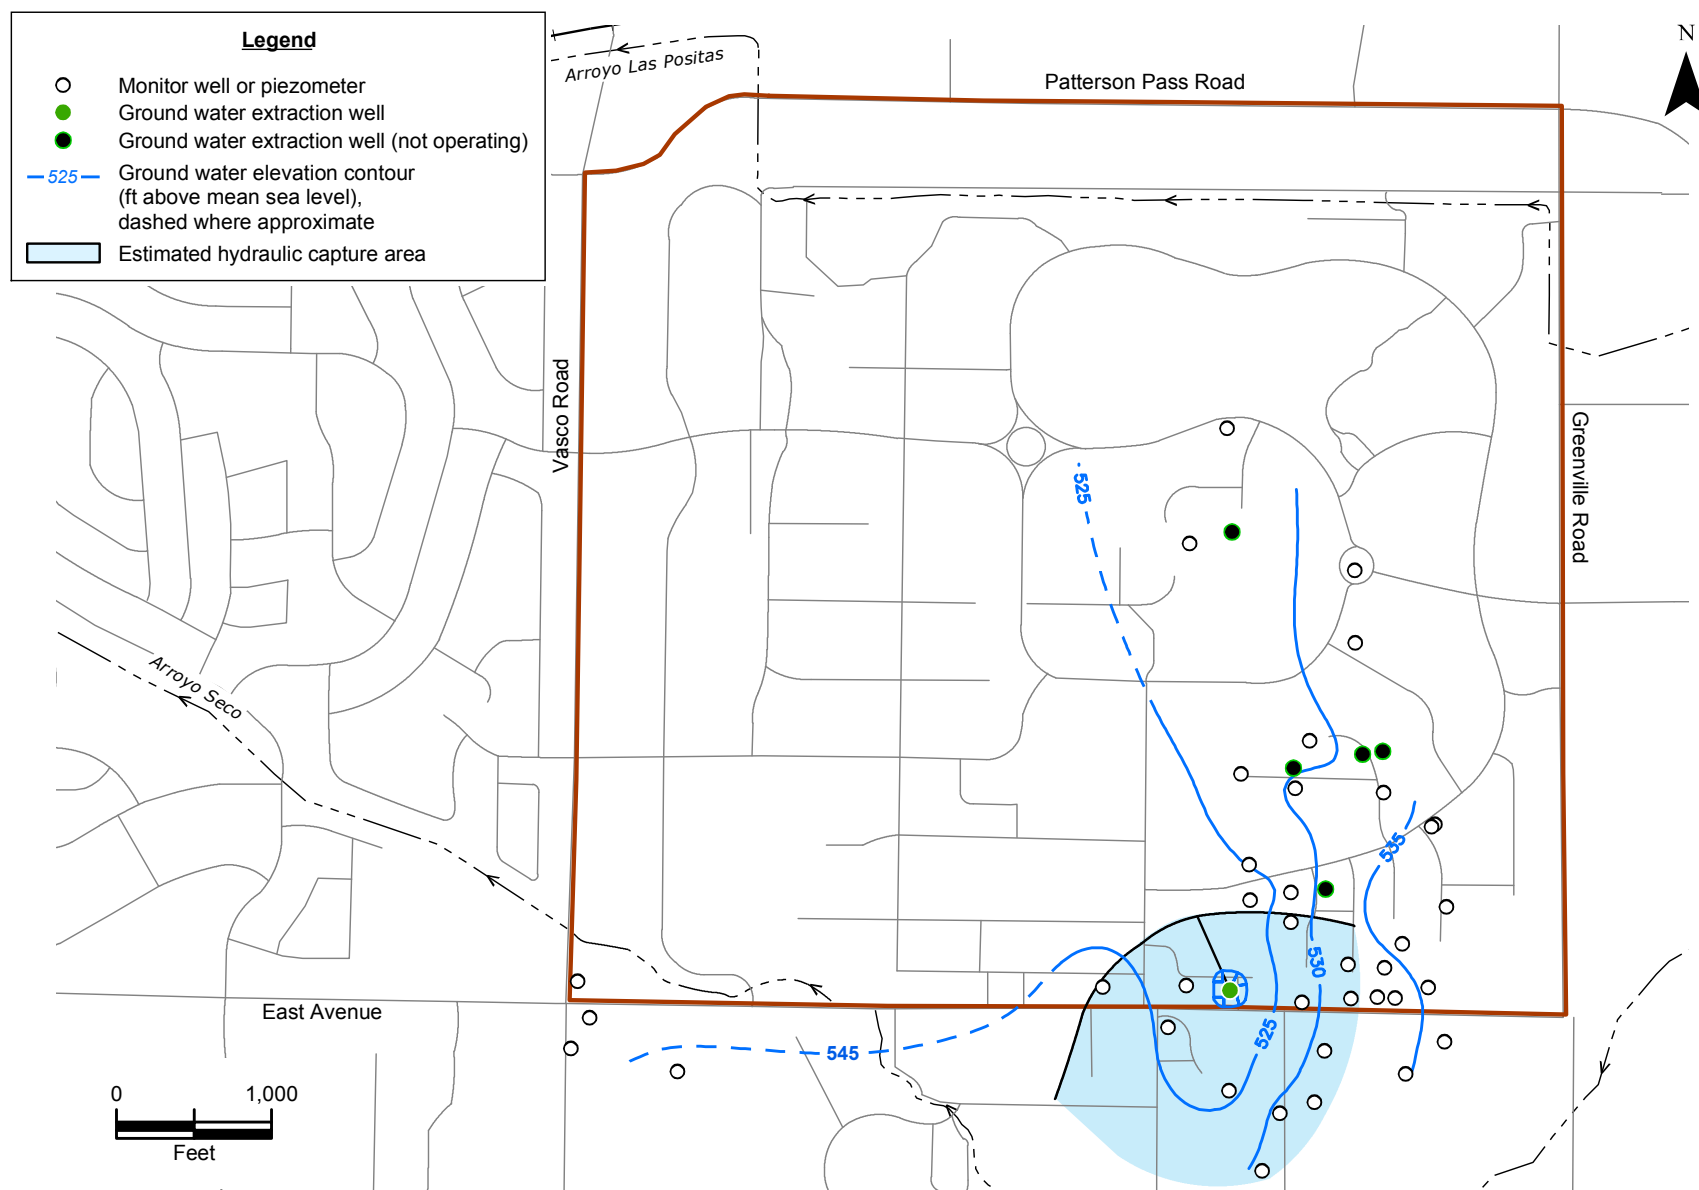 Legend
Monitor well or piezometer
Ground water extraction well
Ground water extraction well (not operating)
525
Ground water elevation contour
(ft above mean sea level),
dashed where approximate
Estimated hydraulic capture area
Arroyo Las Positas
Patterson Pass Road
N
Vasco Road
Greenville Road
525
Arroyo Seco
535
530
East Avenue
525
545
0 1,000
Feet